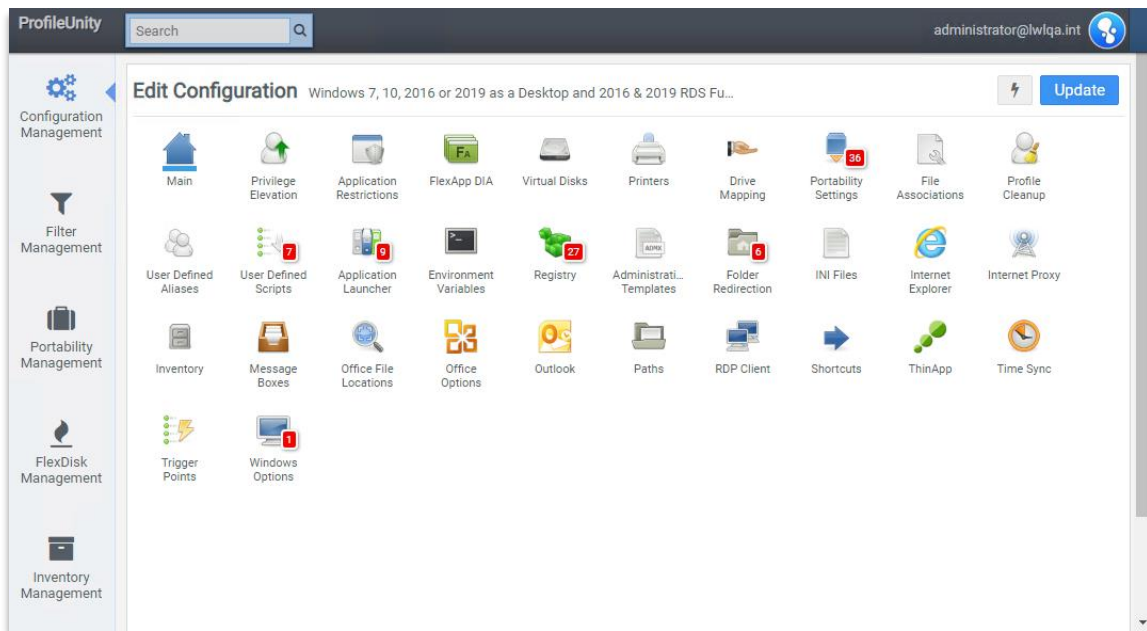 ProfileUnity
Search
administrator@lwlqa.int
Configuration
Management
Filter
Management
Portability
Management
FlexDisk
Management
Inventory
Management
Edit Configuration Windows 7, 10, 2016 or 2019 as a Desktop and 2016 & 2019 RDS Fu...
Update
Main
Privilege
Elevation
Application
Restrictions
FA
FlexApp DIA
Virtual Disks
Printers
Drive
Mapping
36
Portability
Settings
File
Associations
Profile
Cleanup
User Defined
Aliases
7
User Defined
Scripts
9
Application
Launcher
>_
Environment
Variables
27
Registry
ADMX
Administrati...
Templates
6
Folder
Redirection
INI Files
Internet
Explorer
Internet Proxy
Inventory
Message
Boxes
Office File
Locations
Office
Options
Outlook
Paths
RDP Client
Shortcuts
ThinApp
Time Sync
Trigger
Points
1
Windows
Options